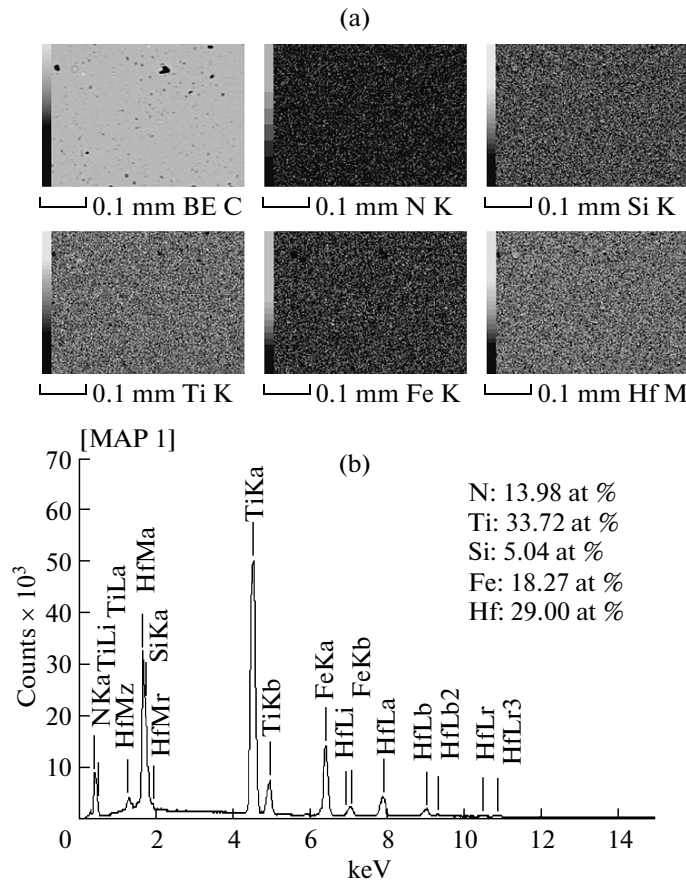 (a)
0.1 mm BE C
0.1 mm N K
0.1 mm Si K
0.1 mm Ti K
0.1 mm Fe K
0.1 mm Hf M
[MAP 1]
(b)
N: 13.98 at %
Ti: 33.72 at %
Si: 5.04 at %
Fe: 18.27 at %
Hf: 29.00 at %
Counts × 10³
70
60
50
40
30
20
10
0
2
4
6
8
10
12
14
keV
NKa
TiLi
TiLa
HfMz
HfMa
SiKa
HfMr
TiKa
TiKb
FeKa
HfLi
FeKb
HfLa
HfLb
HfLb2
HfLr
HfLr3